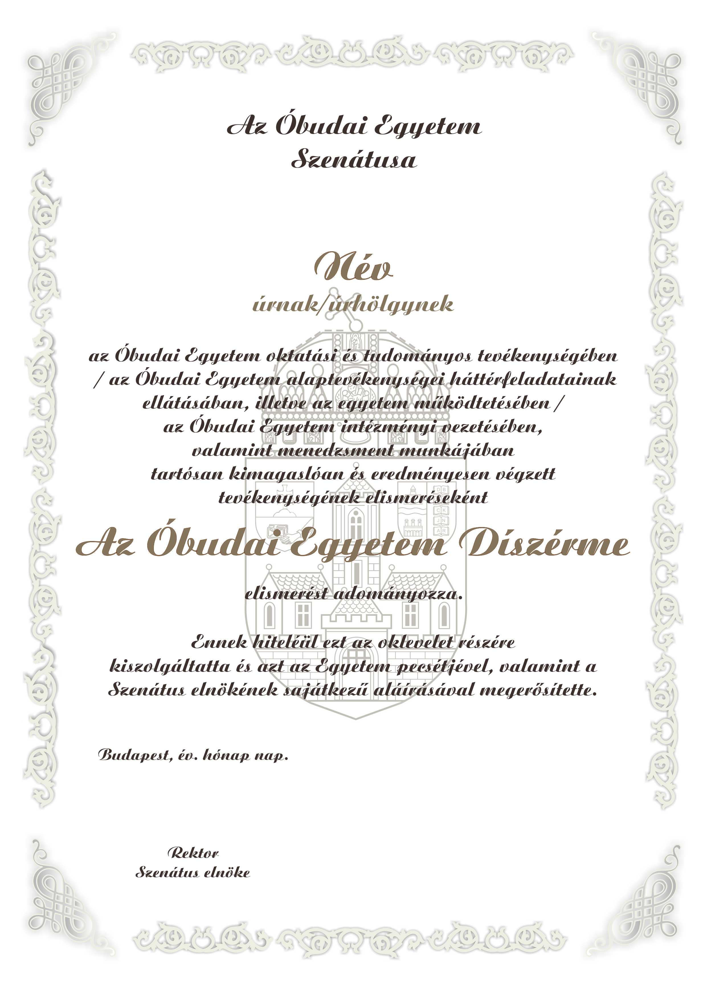 Az Óbudai Egyetem
Szenátusa
Név
úrnak/úrhölgynek
az Óbudai Egyetem oktatási és tudományos tevékenységében
/ az Óbudai Egyetem alaptevékenységei háttérfeladatainak
ellátásában, illetve az egyetem működtetésében /
az Óbudai Egyetem intézményi vezetésében,
valamint menedzsment munkájában
tartósan kimagaslóan és eredményesen végzett
tevékenységének elismeréseként
D B
C K
J N
A R
Az Óbudai Egyetem Díszérme
elismerést adományozza.
Ennek hiteléül ezt az oklevelet részére
kiszolgáltatta és azt az Egyetem pecsétjével, valamint a
Szenátus elnökének sajátkezű aláírásával megerősítette.
Budapest, év. hónap nap.
Rektor
Szenátus elnöke